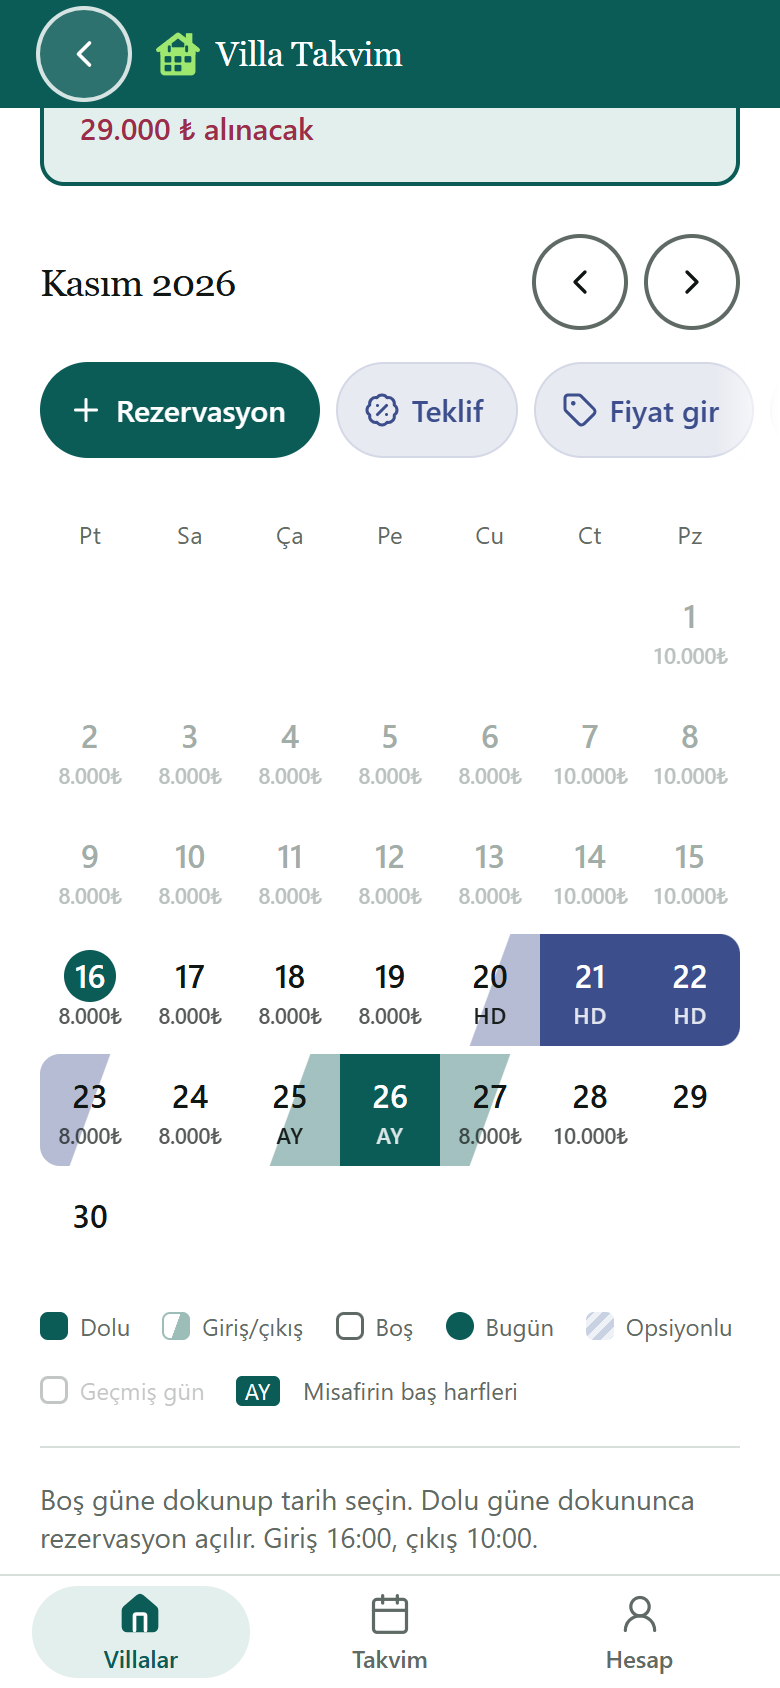 Villa Takvim
29.000 ₺ alınacak
Kasım 2026
+ Rezervasyon Teklif Fiyat gir
Pt Sa Ça Pe Cu Ct Pz
1
10.000₺
2 3 4 5 6 7 8
8.000₺ 8.000₺ 8.000₺ 8.000₺ 8.000₺ 10.000₺ 10.000₺
9 10 11 12 13 14 15
8.000₺ 8.000₺ 8.000₺ 8.000₺ 8.000₺ 10.000₺ 10.000₺
16 17 18 19 20 21 22
8.000₺ 8.000₺ 8.000₺ 8.000₺ HD HD HD
23 24 25 26 27 28 29
8.000₺ 8.000₺ AY AY 8.000₺ 10.000₺
30
Dolu Giriş/çıkış Boş Bugün Opsiyonlu
Geçmiş gün AY Misafirin baş harfleri
Boş güne dokunup tarih seçin. Dolu güne dokununca
rezervasyon açılır. Giriş 16:00, çıkış 10:00.
Villalar Takvim Hesap